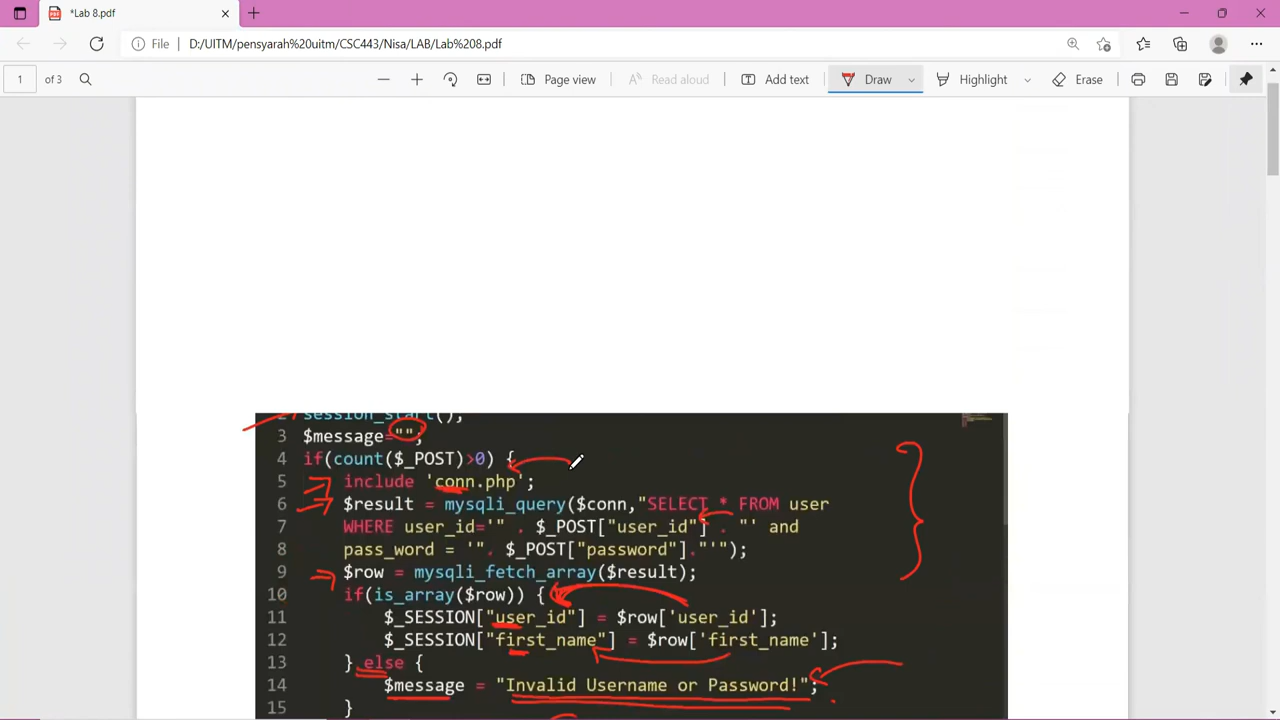 *Lab 8.pdf
File D:/UITM/pensyarah%20uitm/CSC443/Nisa/LAB/Lab%208.pdf
1 of 3 Page view Read aloud Add text Draw Highlight Erase
2 session_start();
3 $message="";
4 if(count($_POST)>0) {
5 include 'conn.php';
6 $result = mysqli_query($conn,"SELECT * FROM user
7 WHERE user_id='" . $_POST["user_id"] . "' and
8 pass_word = '". $_POST["password"]."'");
9 $row = mysqli_fetch_array($result);
10 if(is_array($row)) {
11 $_SESSION["user_id"] = $row['user_id'];
12 $_SESSION["first_name"] = $row['first_name'];
13 } else {
14 $message = "Invalid Username or Password!";
15 }